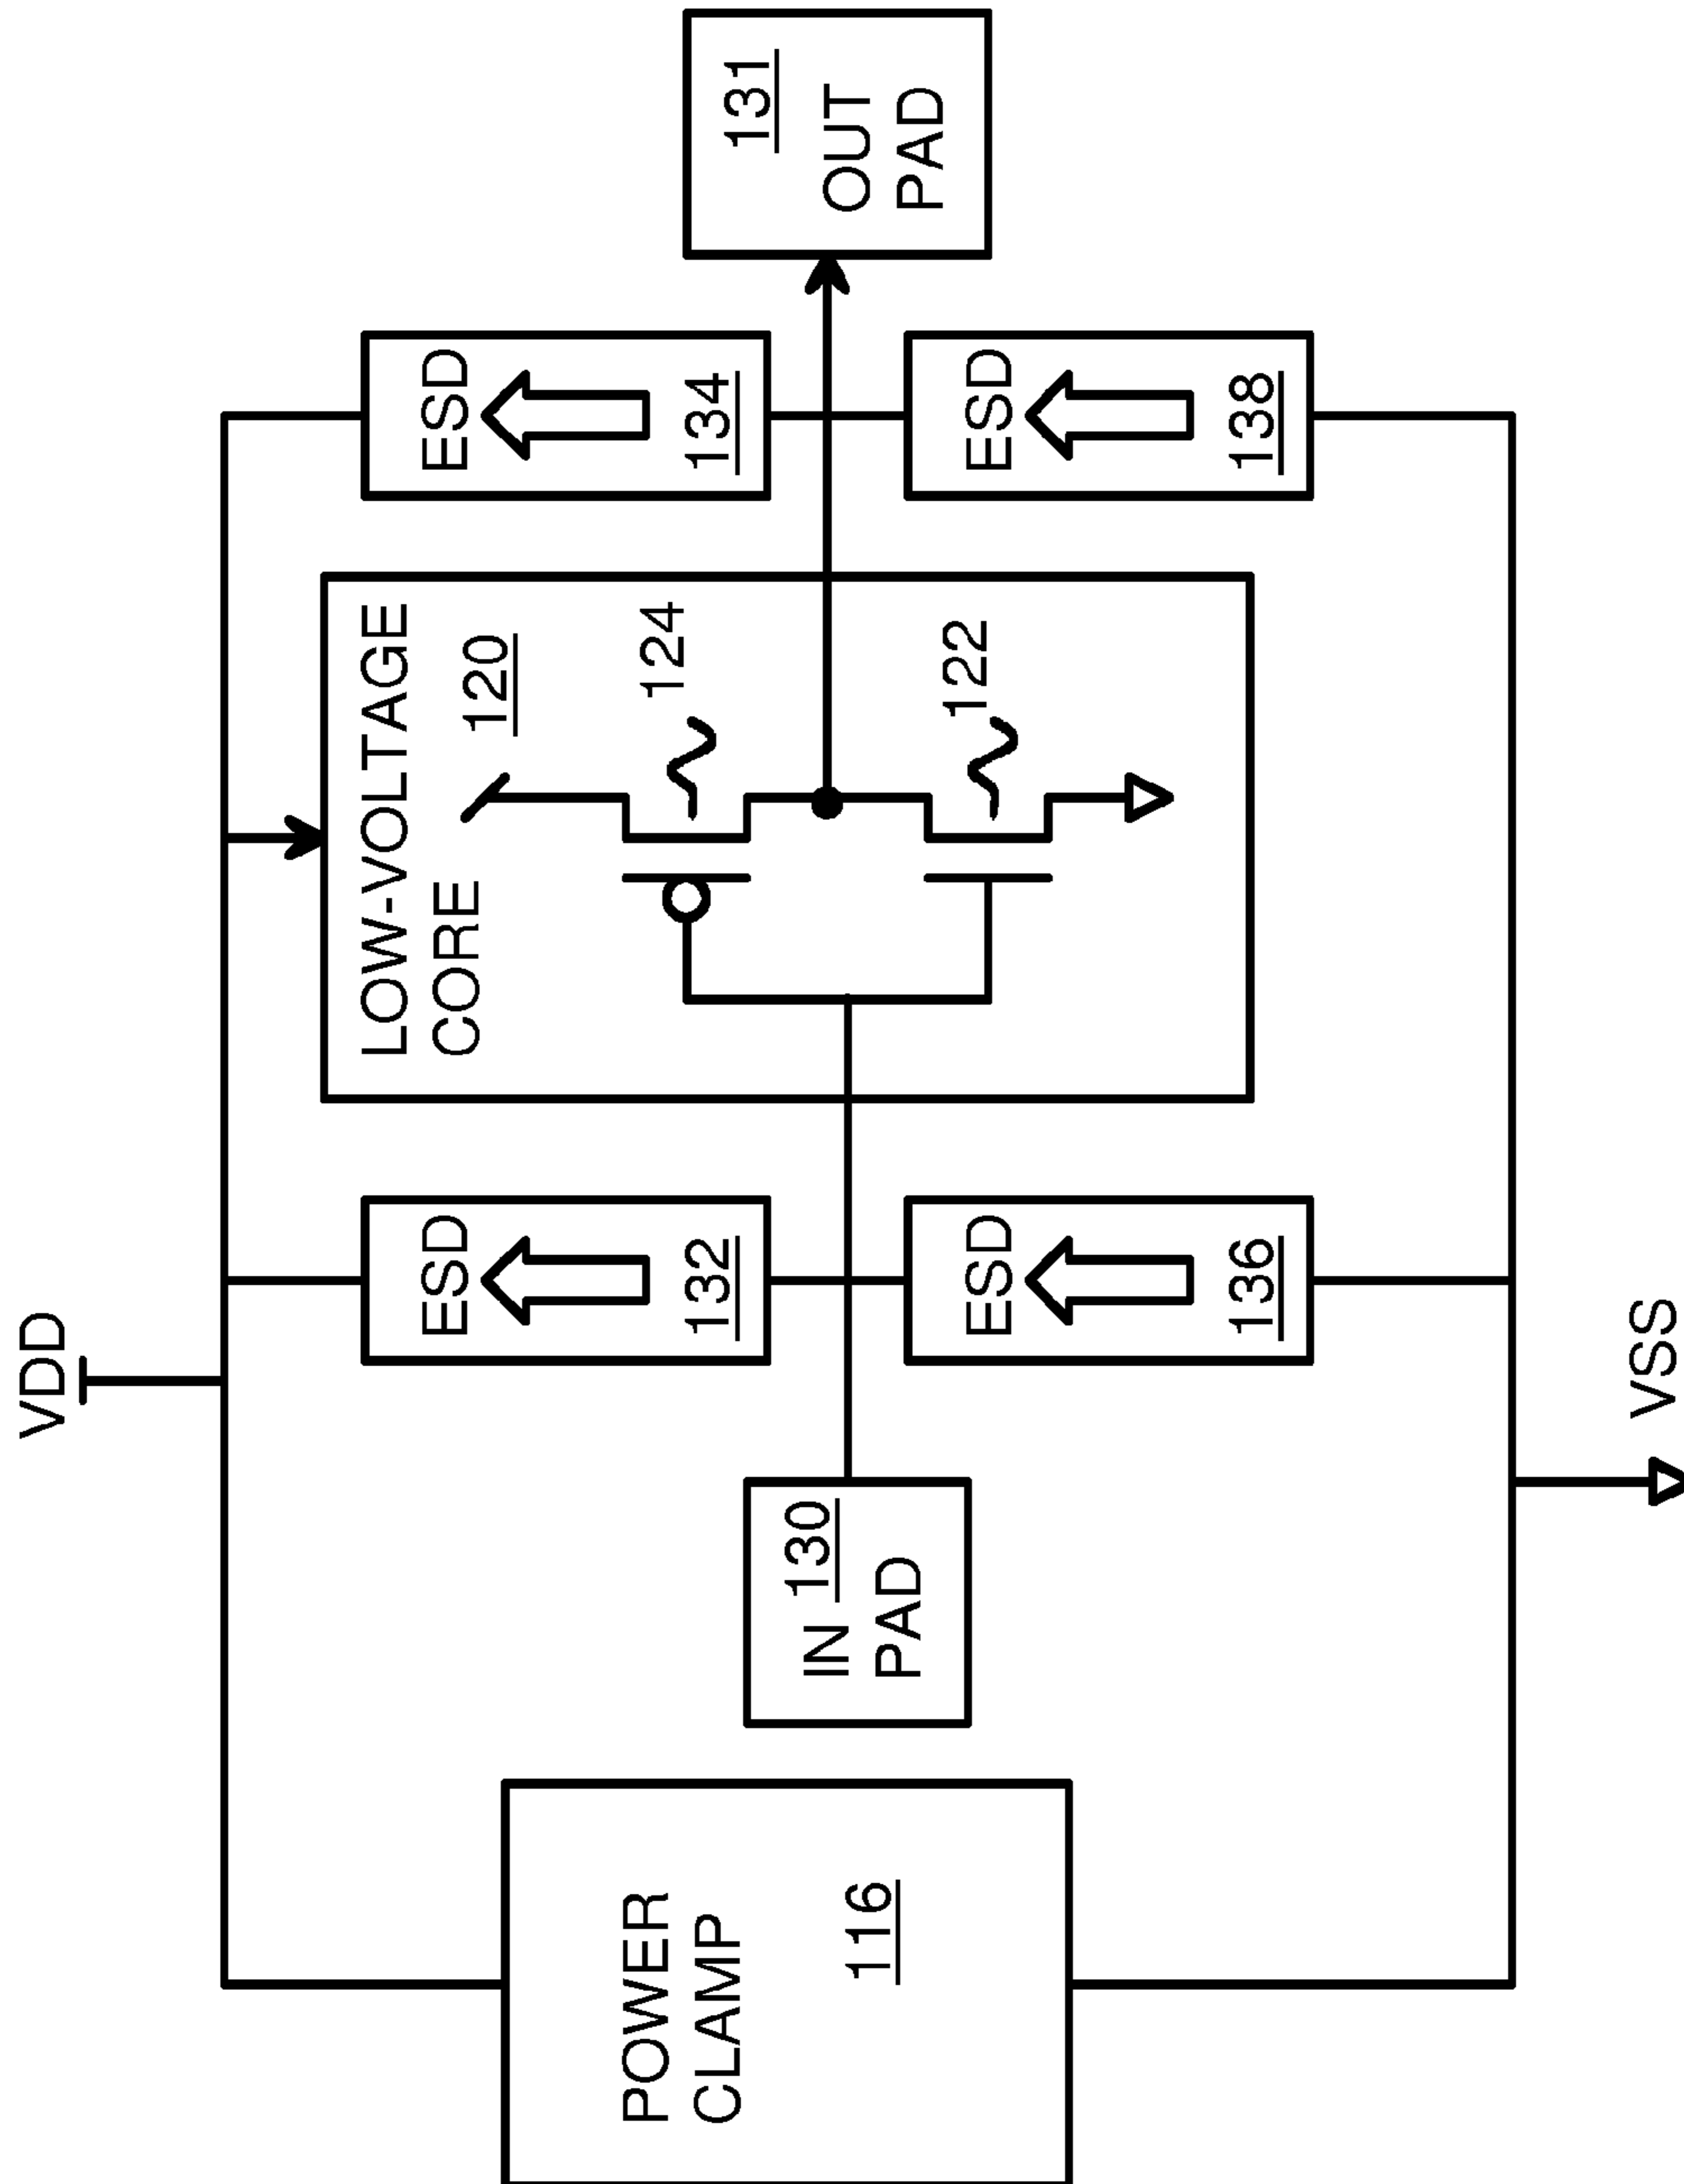 VDD
POWER
CLAMP
116
IN
130
PAD
ESD
132
ESD
136
LOW-VOLTAGE
CORE
120
124
122
ESD
134
ESD
138
131
OUT
PAD
VSS